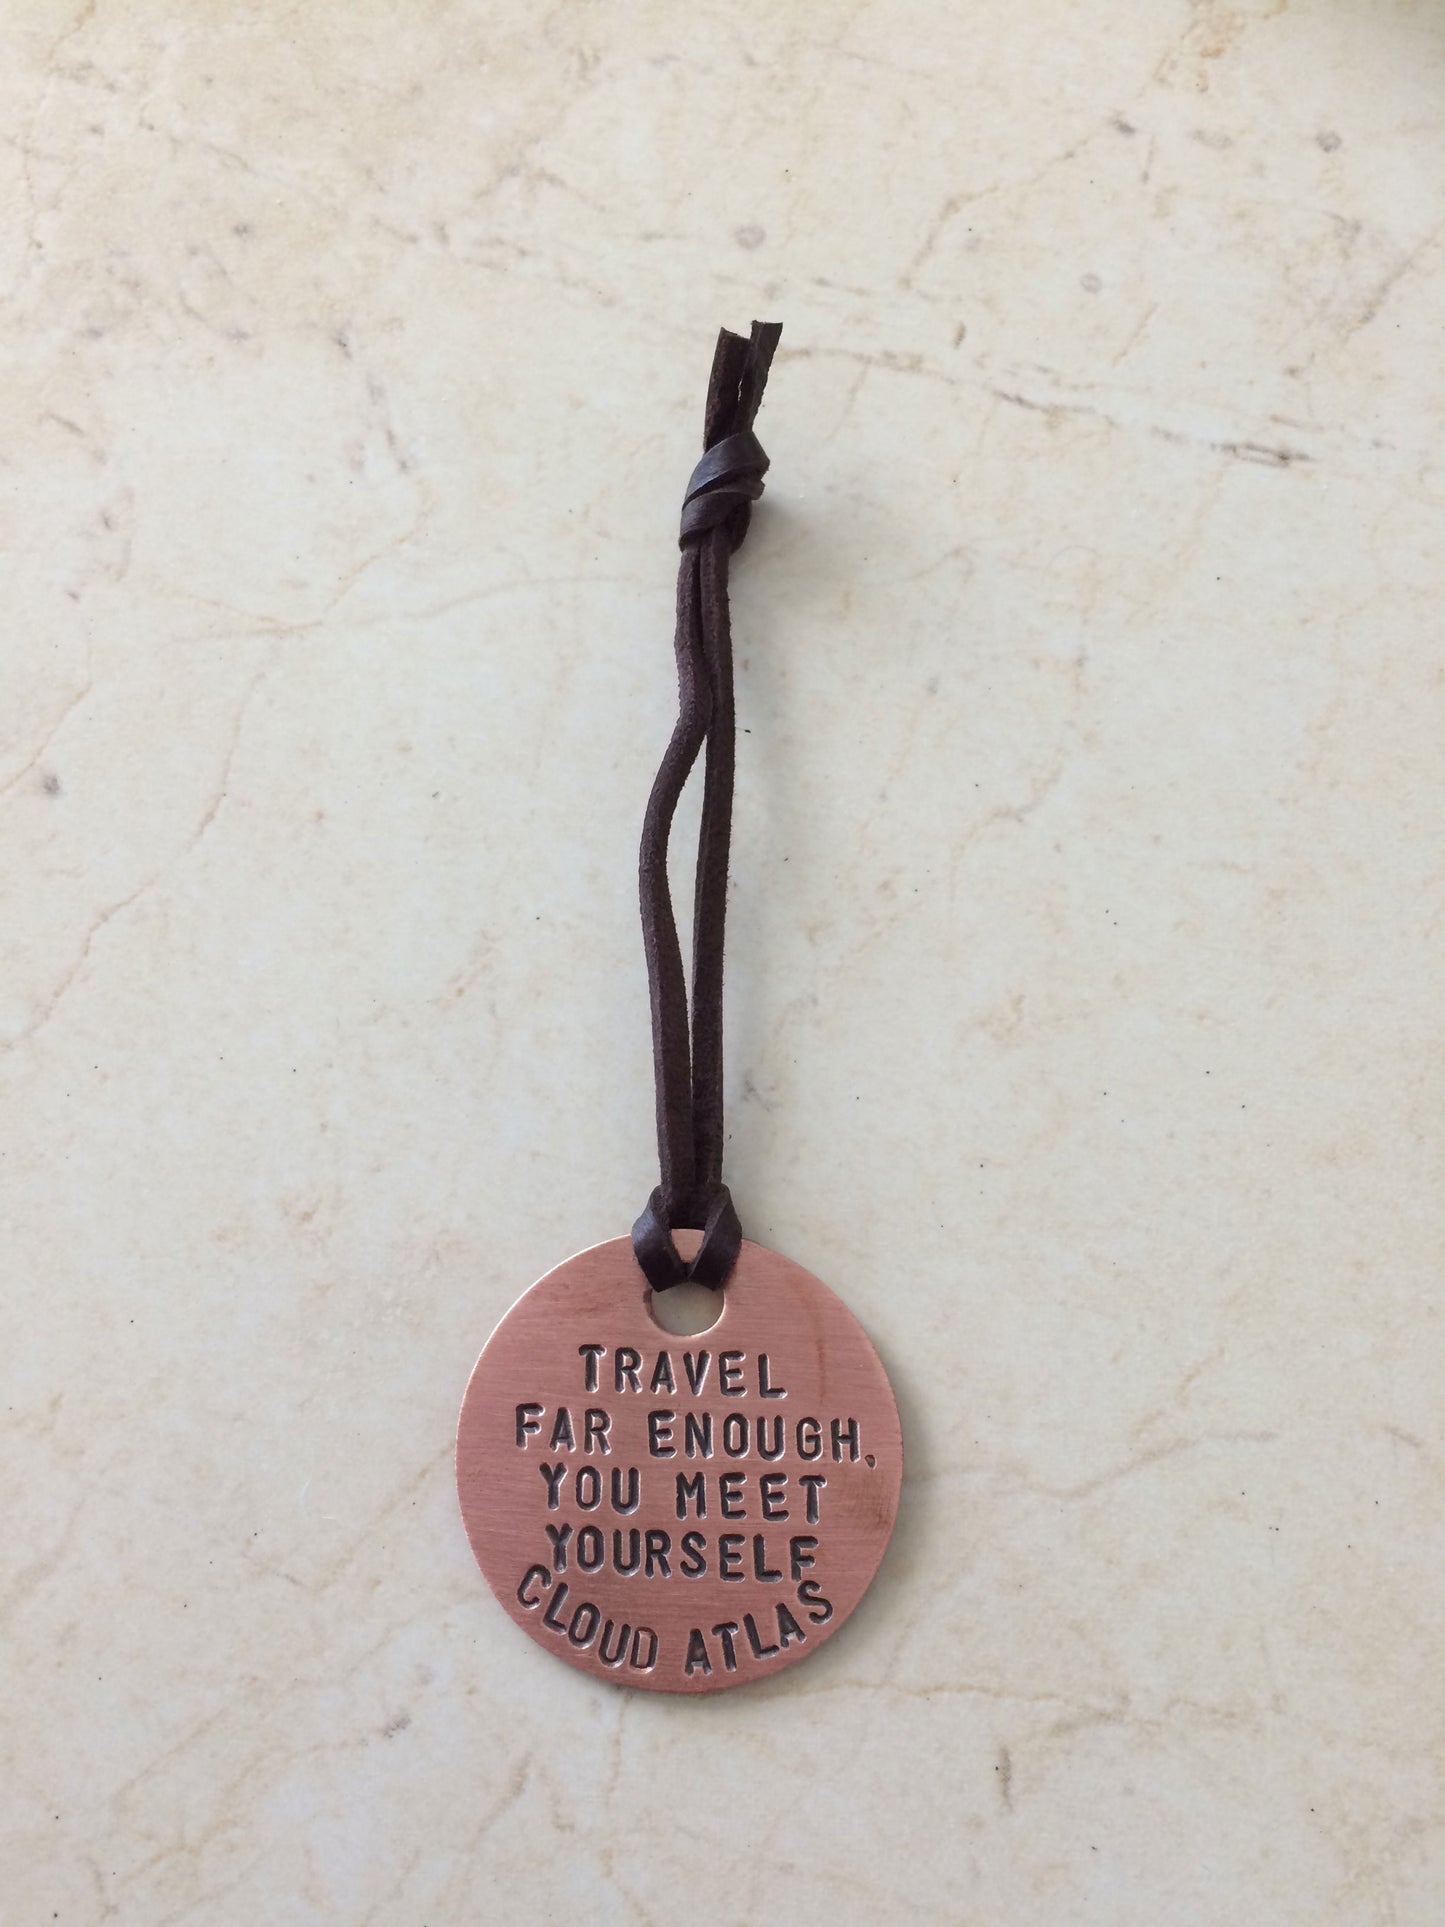 TRAVEL
FAR ENOUGH,
YOU MEET
YOURSELF
CLOUD ATLAS